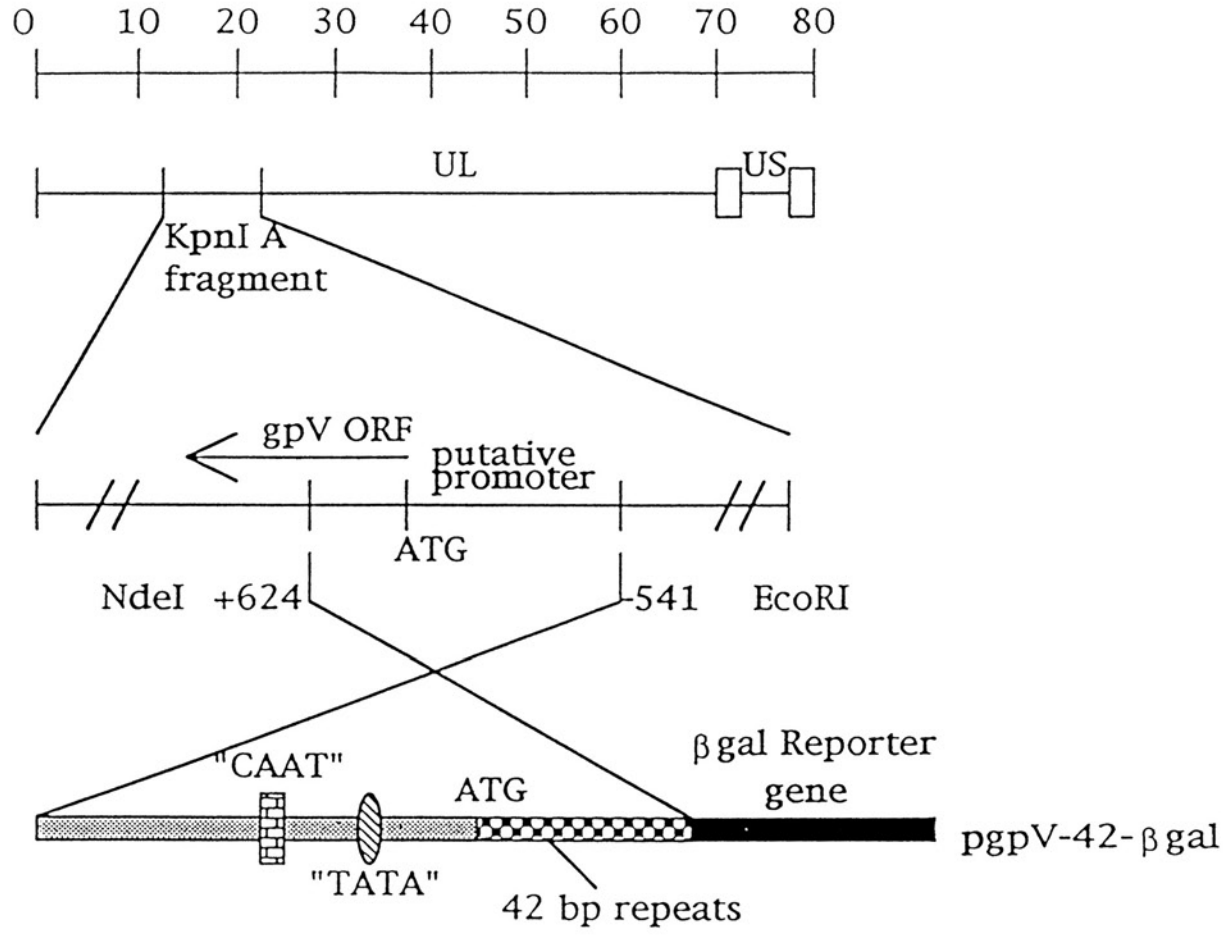 0 10 20 30 40 50 60 70 80
UL
US
KpnI A
fragment
gpV ORF
putative
promoter
ATG
NdeI +624
-541 EcoRI
"CAAT"
ATG
βgal Reporter
gene
pgpV-42-βgal
"TATA"
42 bp repeats